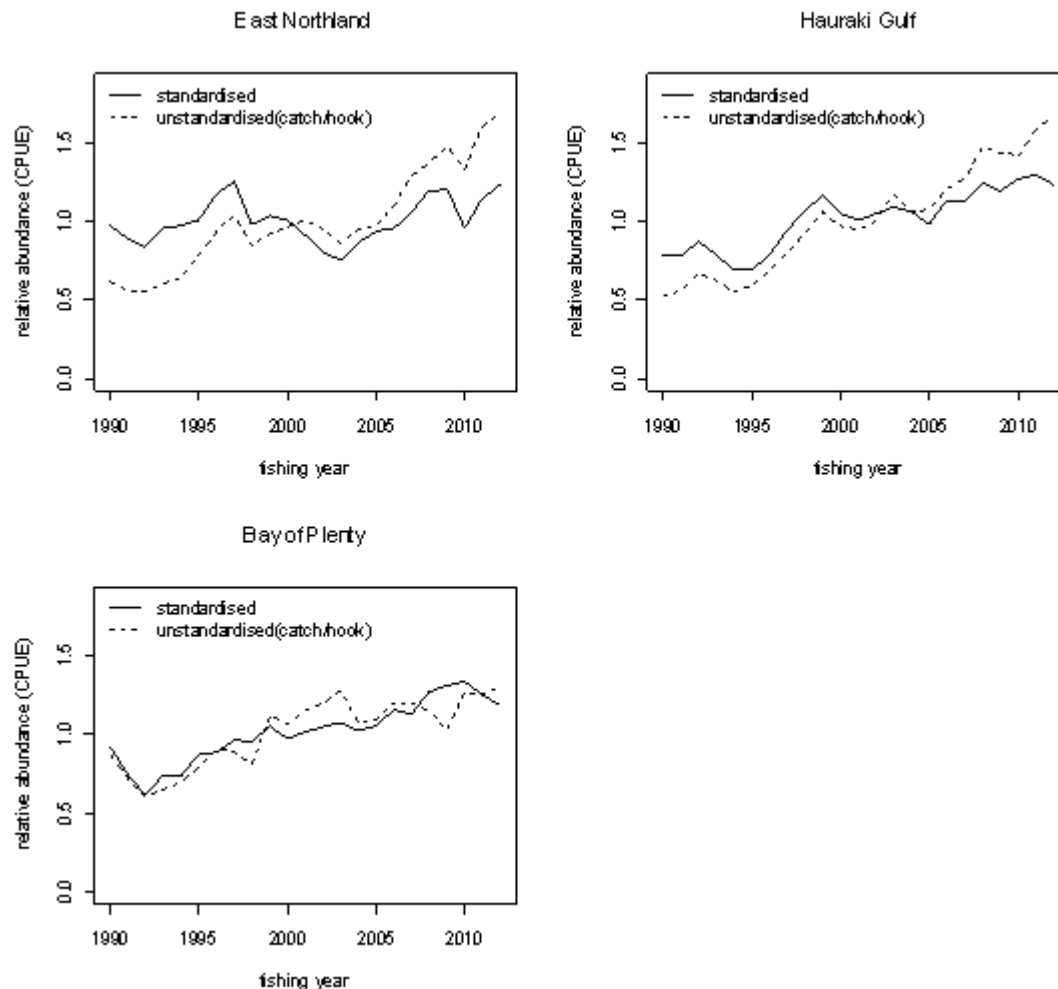 East Northland
standardised
unstandardised(catch/hook)
relative abundance (CPUE)
0.0 0.5 1.0 1.5
1990 1995 2000 2005 2010
fishing year
Hauraki Gulf
standardised
unstandardised(catch/hook)
relative abundance (CPUE)
0.0 0.5 1.0 1.5
1990 1995 2000 2005 2010
fishing year
Bay of Plenty
standardised
unstandardised(catch/hook)
relative abundance (CPUE)
0.0 0.5 1.0 1.5
1990 1995 2000 2005 2010
fishing year